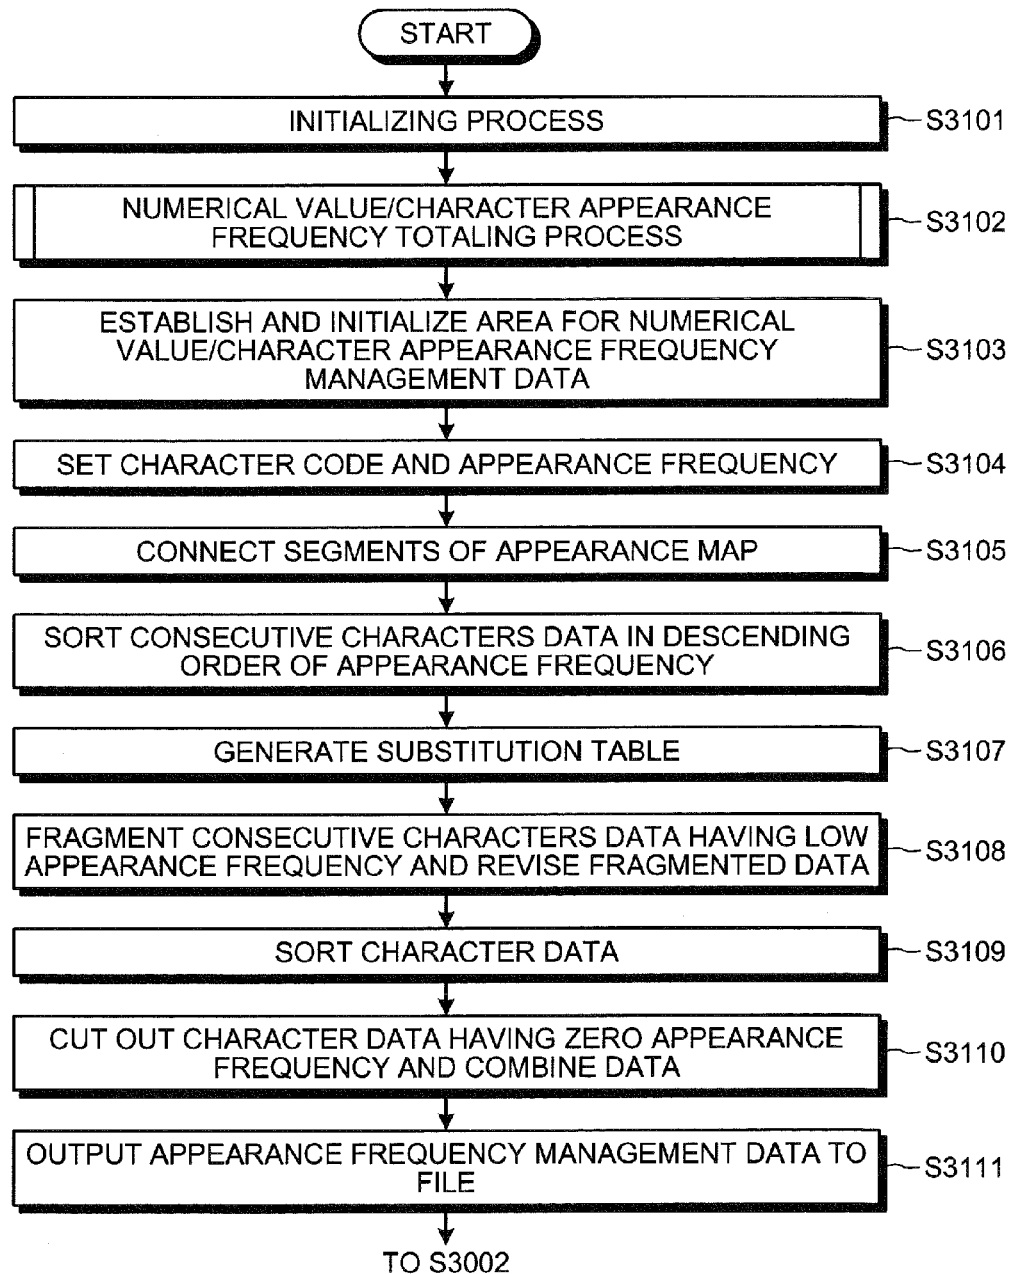 START
INITIALIZING PROCESS
S3101
NUMERICAL VALUE/CHARACTER APPEARANCE
FREQUENCY TOTALING PROCESS
S3102
ESTABLISH AND INITIALIZE AREA FOR NUMERICAL
VALUE/CHARACTER APPEARANCE FREQUENCY
MANAGEMENT DATA
S3103
SET CHARACTER CODE AND APPEARANCE FREQUENCY
S3104
CONNECT SEGMENTS OF APPEARANCE MAP
S3105
SORT CONSECUTIVE CHARACTERS DATA IN DESCENDING
ORDER OF APPEARANCE FREQUENCY
S3106
GENERATE SUBSTITUTION TABLE
S3107
FRAGMENT CONSECUTIVE CHARACTERS DATA HAVING LOW
APPEARANCE FREQUENCY AND REVISE FRAGMENTED DATA
S3108
SORT CHARACTER DATA
S3109
CUT OUT CHARACTER DATA HAVING ZERO APPEARANCE
FREQUENCY AND COMBINE DATA
S3110
OUTPUT APPEARANCE FREQUENCY MANAGEMENT DATA TO
FILE
S3111
TO S3002